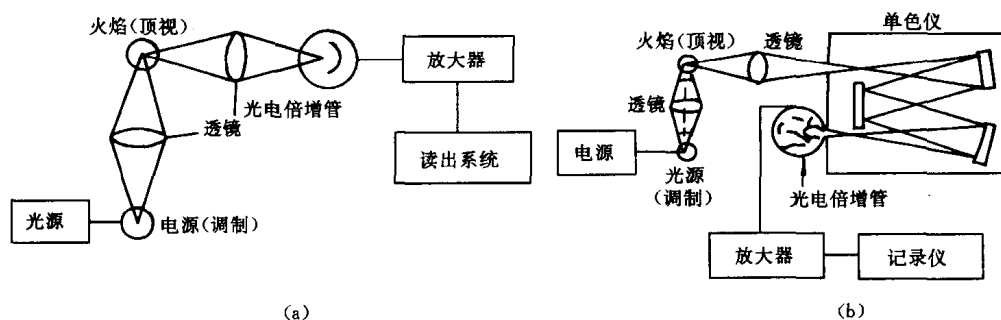 火焰(顶视)
放大器
光电倍增管
透镜
读出系统
光源
电源(调制)
(a)
单色仪
火焰(顶视)
透镜
透镜
电源
光源
(调制)
光电倍增管
放大器
记录仪
(b)